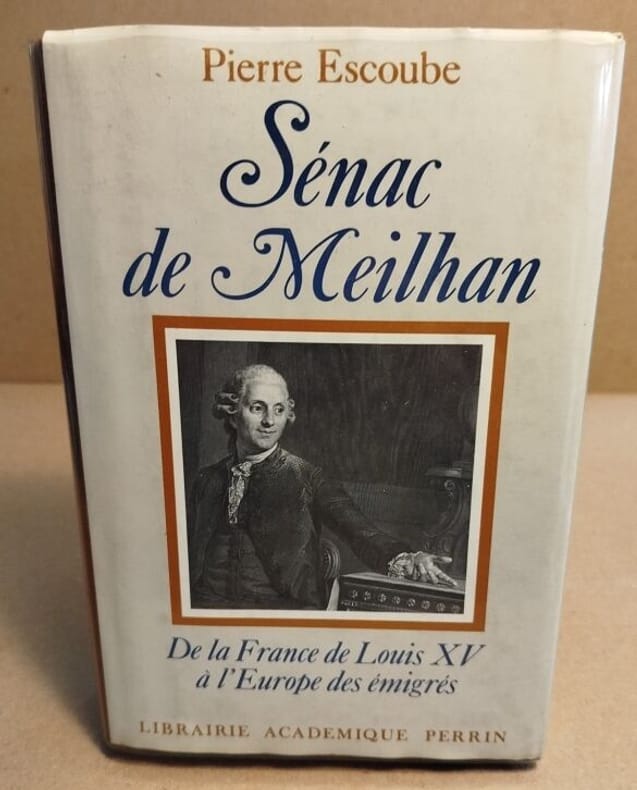 Pierre Escoube
Sénac
de Meilhan
De la France de Louis XV
à l'Europe des émigrés
LIBRAIRIE ACADEMIQUE PERRIN